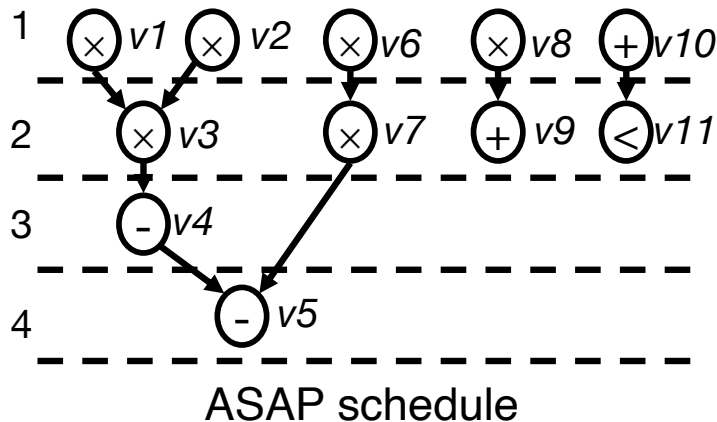 1 × v1 × v2 × v6 × v8 + v10
2 × v3 × v7 + v9 < v11
3 - v4
4 - v5
ASAP schedule